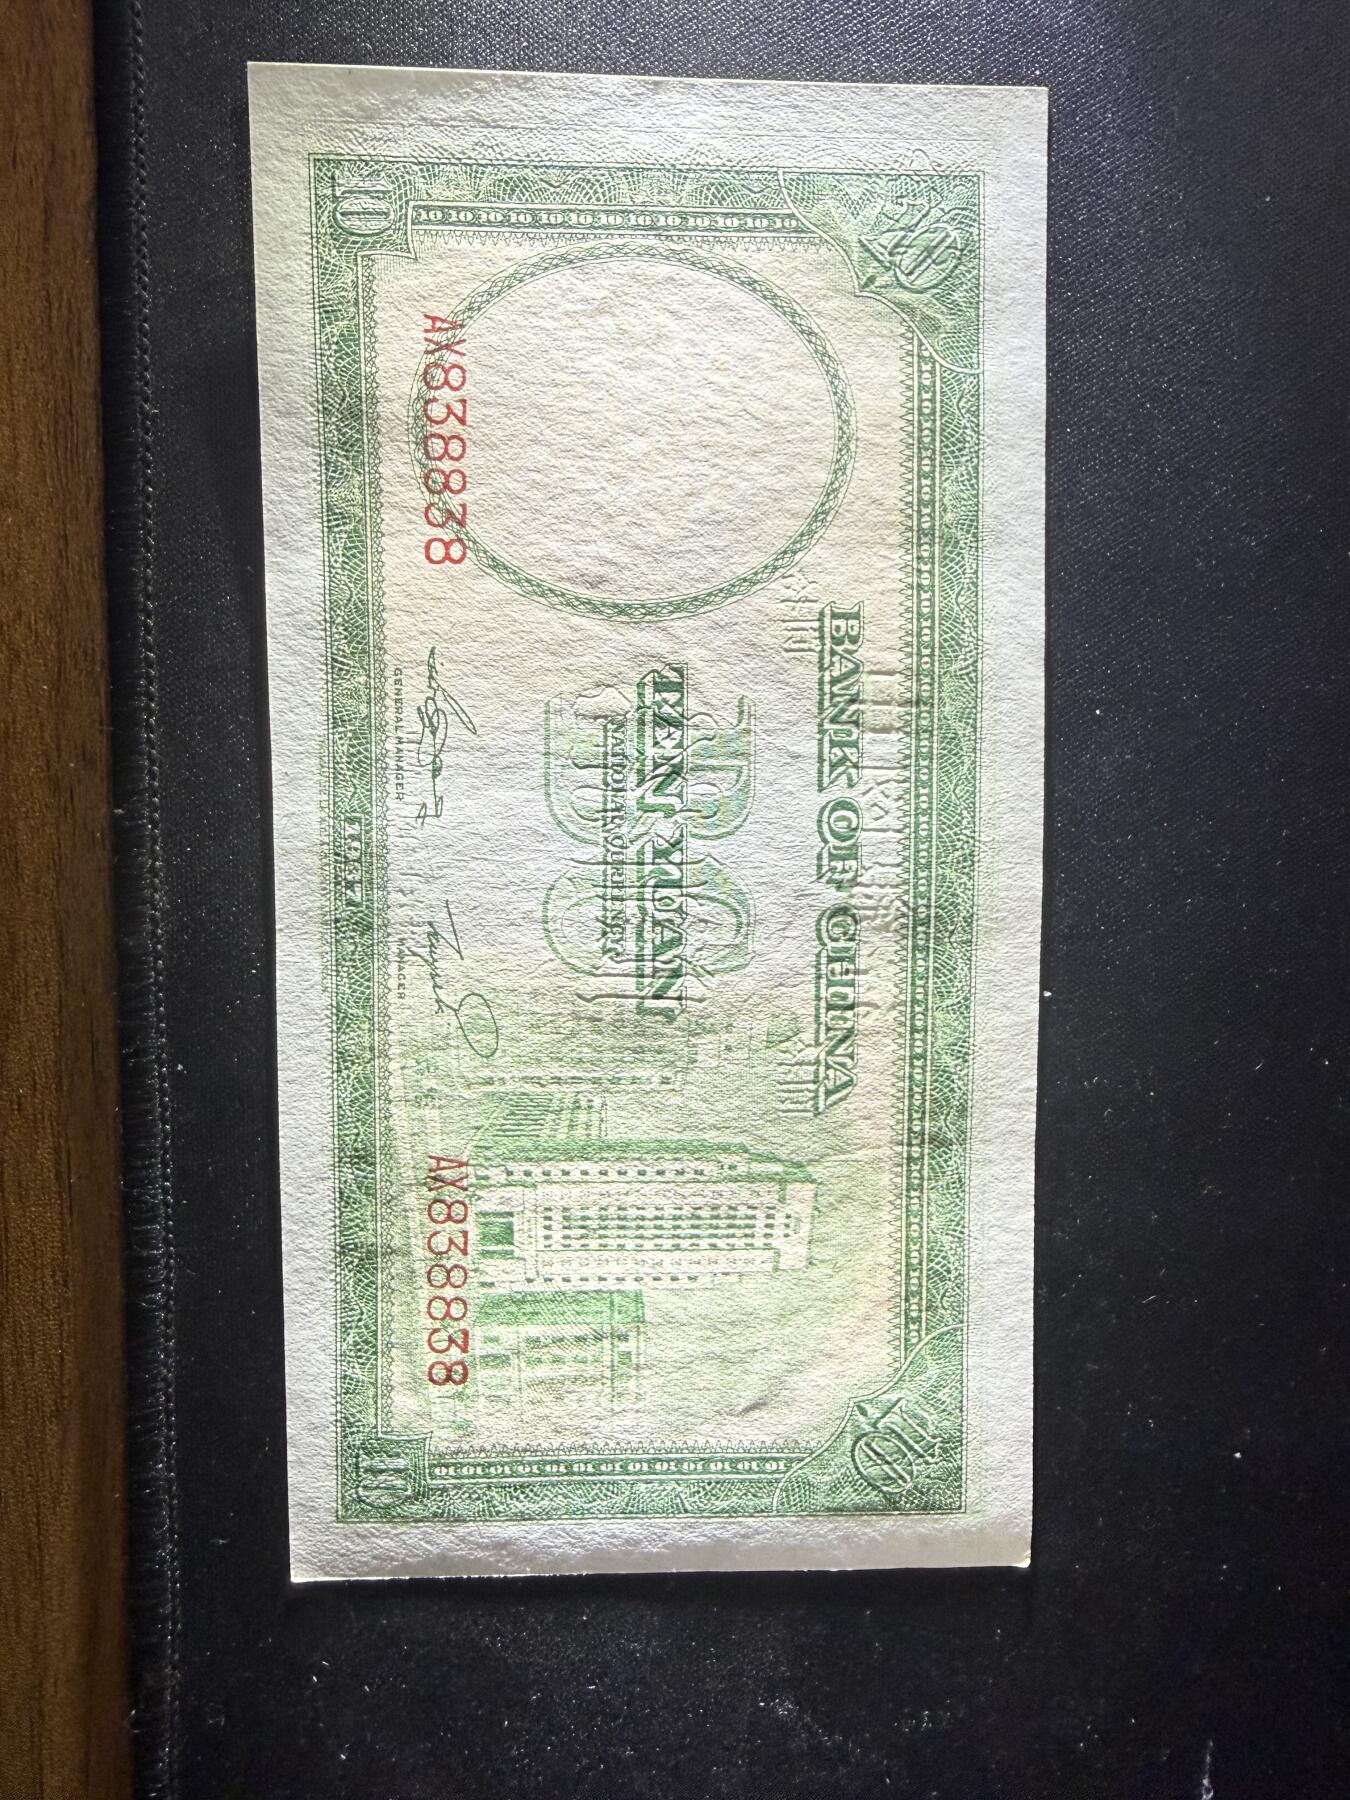 10 10
BANK OF CHINA
TEN YUAN
NATIONAL CURRENCY
AX838838 AX838838
GENERAL MANAGER MANAGER
10 1937 10